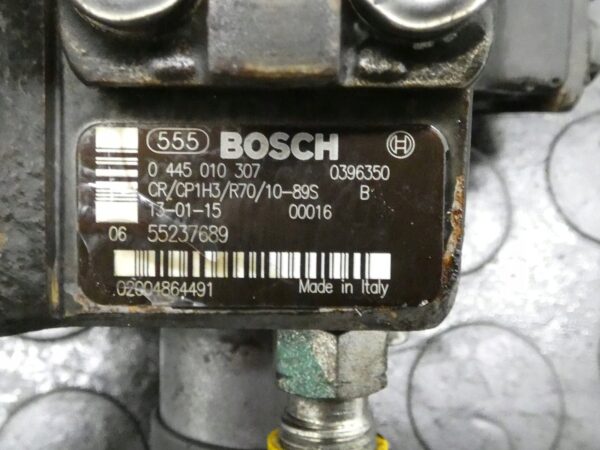 555 BOSCH
0 445 010 307 0396350
CR/CP1H3/R70/10-89S B
13-01-15 00016
06 55237689
02004864491 Made in Italy